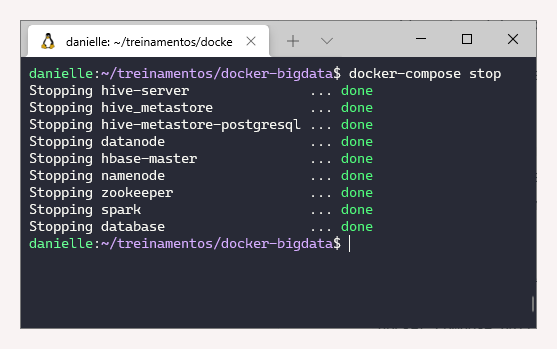 danielle: ~/treinamentos/docke
danielle:~/treinamentos/docker-bigdata$ docker-compose stop
Stopping hive-server ... done
Stopping hive_metastore ... done
Stopping hive-metastore-postgresql ... done
Stopping datanode ... done
Stopping hbase-master ... done
Stopping namenode ... done
Stopping zookeeper ... done
Stopping spark ... done
Stopping database ... done
danielle:~/treinamentos/docker-bigdata$